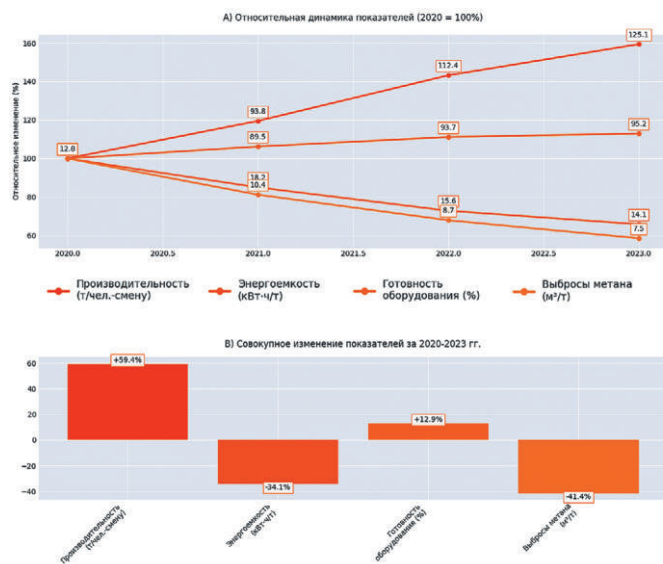 А) Относительная динамика показателей (2020 = 100%)
Относительное изменение (%)
160
140
120
100
80
60
12.8
93.8
112.4
125.1
89.5
93.7
95.2
18.2
15.6
14.1
10.4
8.7
7.5
2020.0 2020.5 2021.0 2021.5 2022.0 2022.5 2023.0
Производительность Энергоемкость Готовность Выбросы метана
(т/чел.-смену) (кВт·ч/т) оборудования (%) (м³/т)
В) Совокупное изменение показателей за 2020-2023 гг.
60
40
20
0
−20
−40
+59.4%
-34.1%
+12.9%
-41.4%
Производительность
(т/чел.-смену)
Энергоемкость
(кВт·ч/т)
Готовность
оборудования (%)
Выбросы метана
(м³/т)